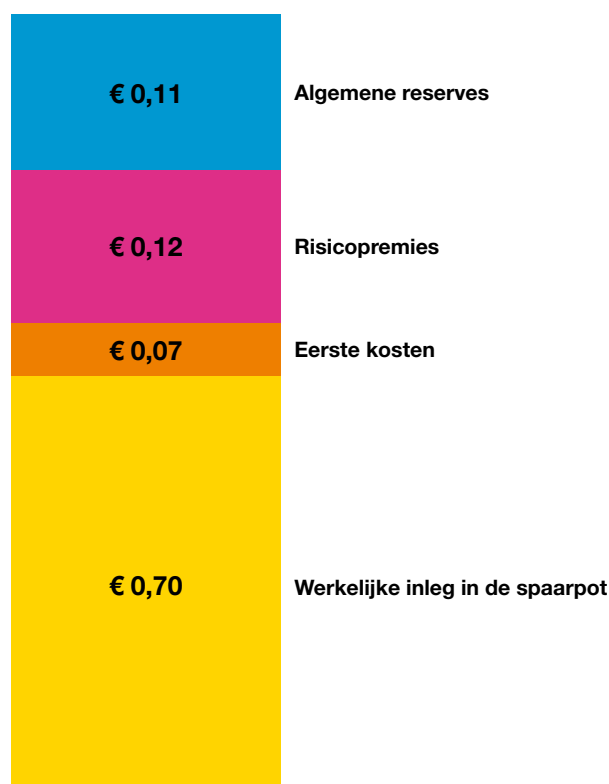 € 0,11 Algemene reserves
€ 0,12 Risicopremies
€ 0,07 Eerste kosten
€ 0,70 Werkelijke inleg in de spaarpot